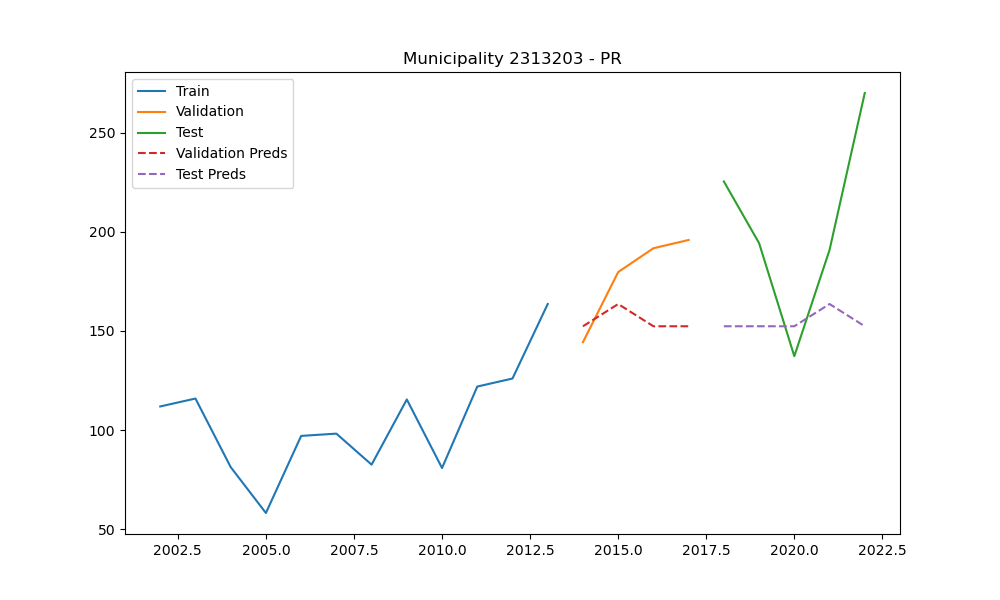 Municipality 2313203 - PR
Train
Validation
Test
Validation Preds
Test Preds
250
200
150
100
50
2002.5 2005.0 2007.5 2010.0 2012.5 2015.0 2017.5 2020.0 2022.5